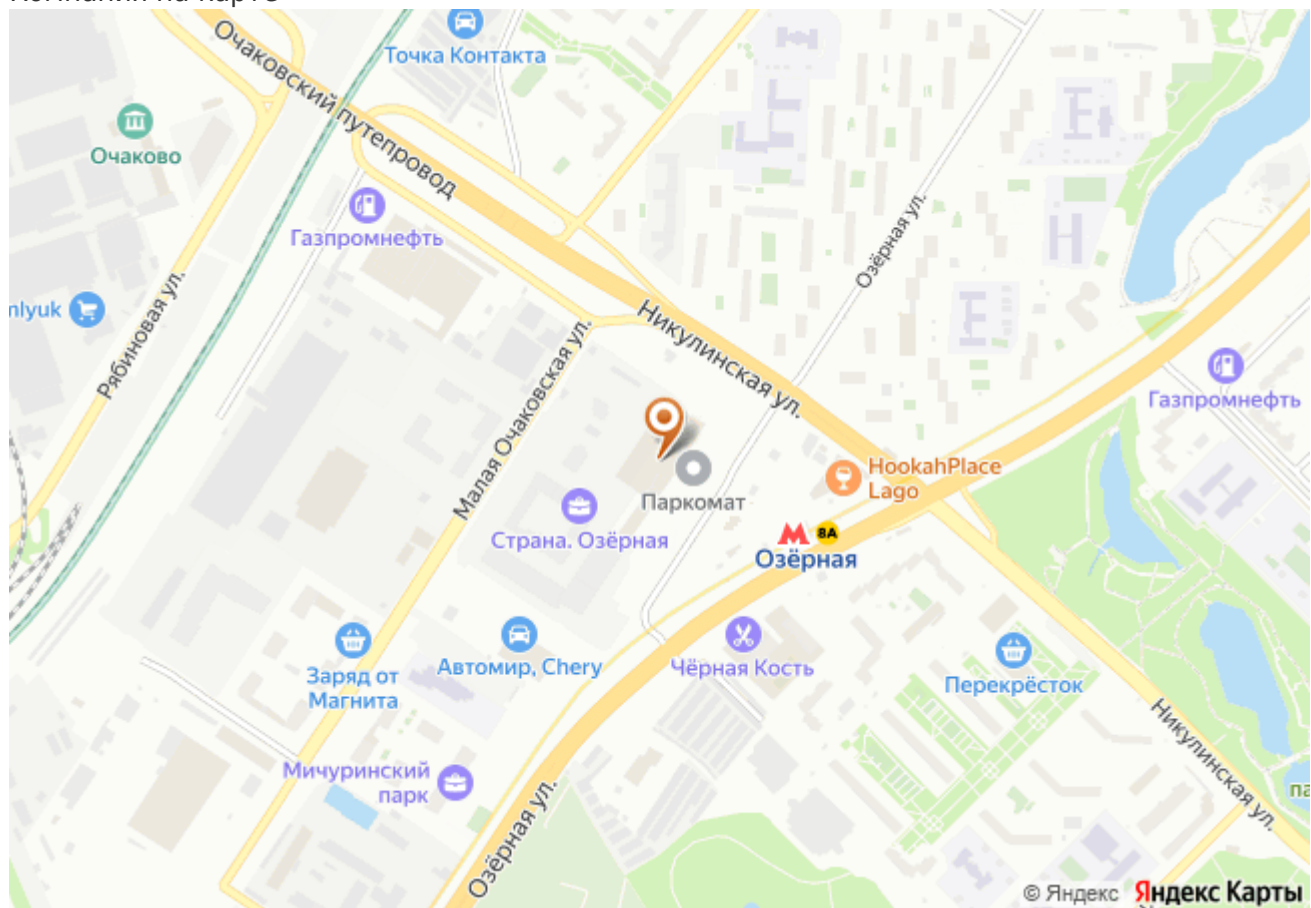 Очаковский путепровод
Точка Контакта
Очаково
Газпромнефть
Озёрная ул.
nlyuk
Рябиновая ул.
Малая Очаковская ул.
Никулинская ул.
Газпромнефть
HookahPlace
Lago
Паркомат
Страна. Озёрная
8А
Озёрная
Заряд от
Магнита
Автомир, Chery
Чёрная Кость
Перекрёсток
Мичуринский
парк
Озёрная ул.
Никулинская ул.
па
© Яндекс Яндекс Карты